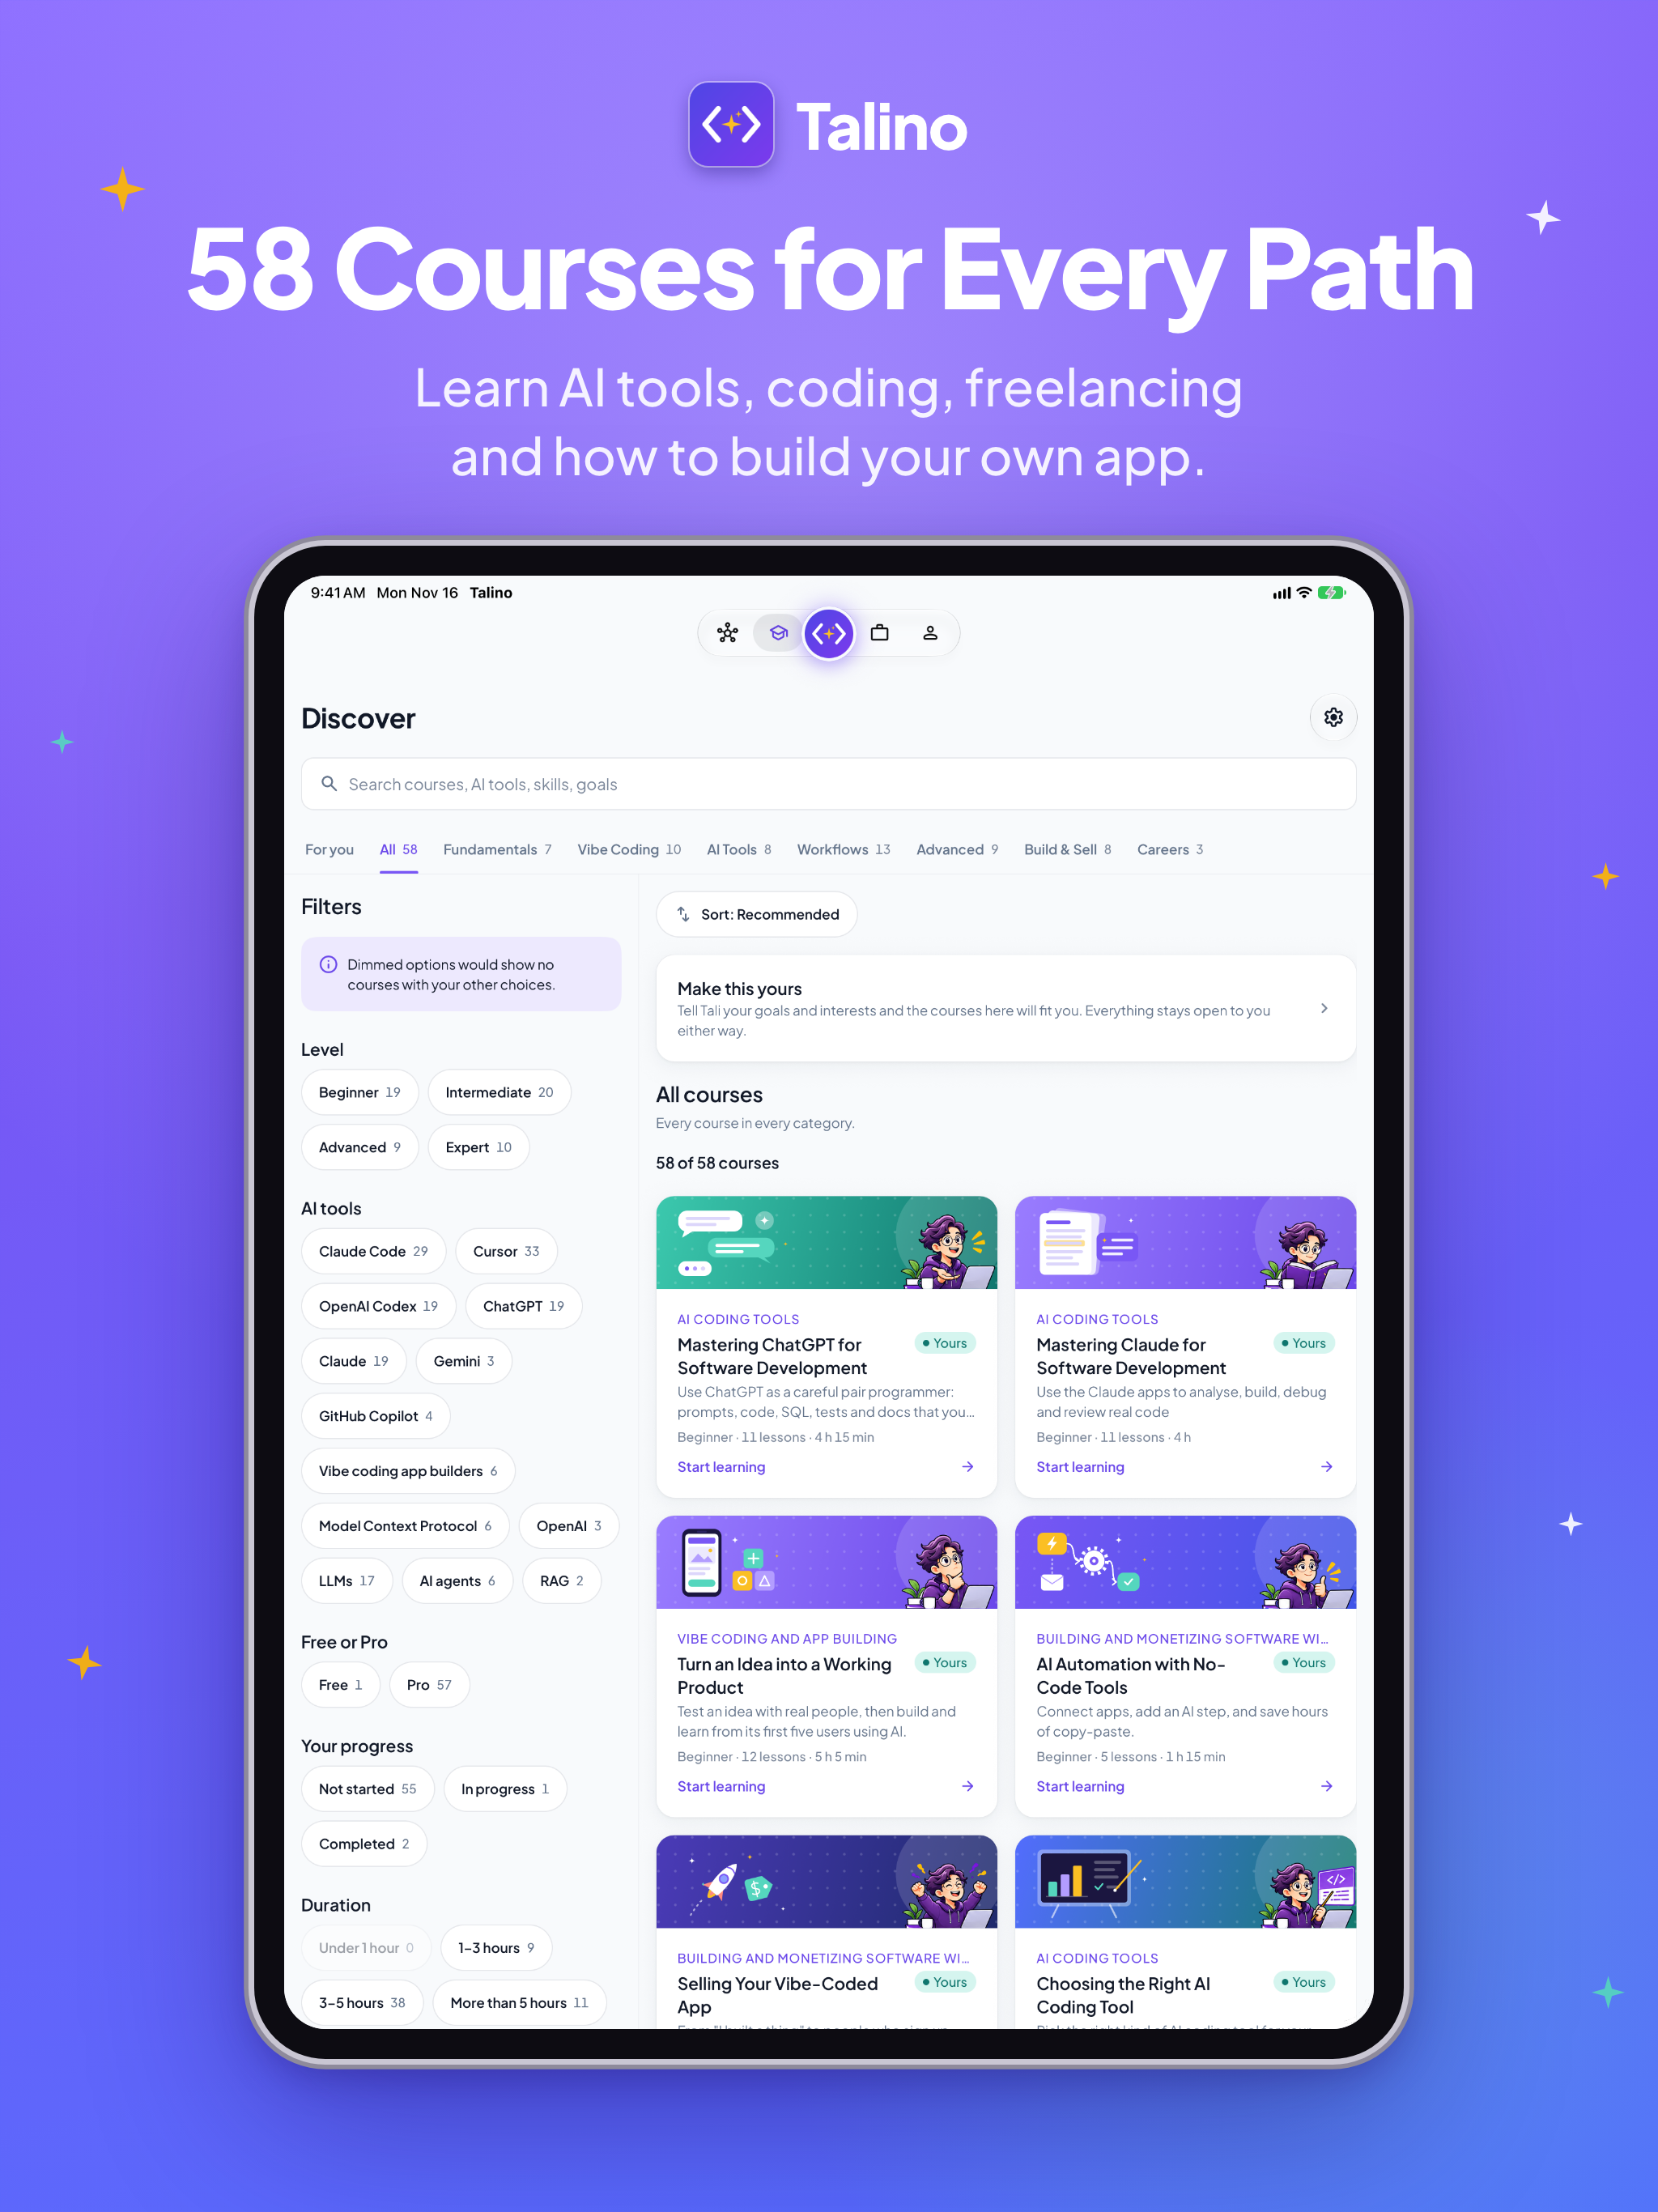 Talino
58 Courses for Every Path
Learn AI tools, coding, freelancing
and how to build your own app.
9:41 AM Mon Nov 16 Talino
Discover
Search courses, AI tools, skills, goals
For you All 58 Fundamentals 7 Vibe Coding 10 AI Tools 8 Workflows 13 Advanced 9 Build & Sell 8 Careers 3
Filters
Dimmed options would show no
courses with your other choices.
Level
Beginner 19 Intermediate 20
Advanced 9 Expert 10
AI tools
Claude Code 29 Cursor 33
OpenAI Codex 19 ChatGPT 19
Claude 19 Gemini 3
GitHub Copilot 4
Vibe coding app builders 6
Model Context Protocol 6 OpenAI 3
LLMs 17 AI agents 6 RAG 2
Free or Pro
Free 1 Pro 57
Your progress
Not started 55 In progress 1
Completed 2
Duration
Under 1 hour 0 1–3 hours 9
3–5 hours 38 More than 5 hours 11
Sort: Recommended
Make this yours
Tell Tali your goals and interests and the courses here will fit you. Everything stays open to you
either way.
All courses
Every course in every category.
58 of 58 courses
AI CODING TOOLS
Mastering ChatGPT for
Software Development
Yours
Use ChatGPT as a careful pair programmer:
prompts, code, SQL, tests and docs that you…
Beginner · 11 lessons · 4 h 15 min
Start learning
AI CODING TOOLS
Mastering Claude for
Software Development
Yours
Use the Claude apps to analyse, build, debug
and review real code
Beginner · 11 lessons · 4 h
Start learning
VIBE CODING AND APP BUILDING
Turn an Idea into a Working
Product
Yours
Test an idea with real people, then build and
learn from its first five users using AI.
Beginner · 12 lessons · 5 h 5 min
Start learning
BUILDING AND MONETIZING SOFTWARE WI…
AI Automation with No-
Code Tools
Yours
Connect apps, add an AI step, and save hours
of copy-paste.
Beginner · 5 lessons · 1 h 15 min
Start learning
BUILDING AND MONETIZING SOFTWARE WI…
Selling Your Vibe-Coded
App
Yours
AI CODING TOOLS
Choosing the Right AI
Coding Tool
Yours